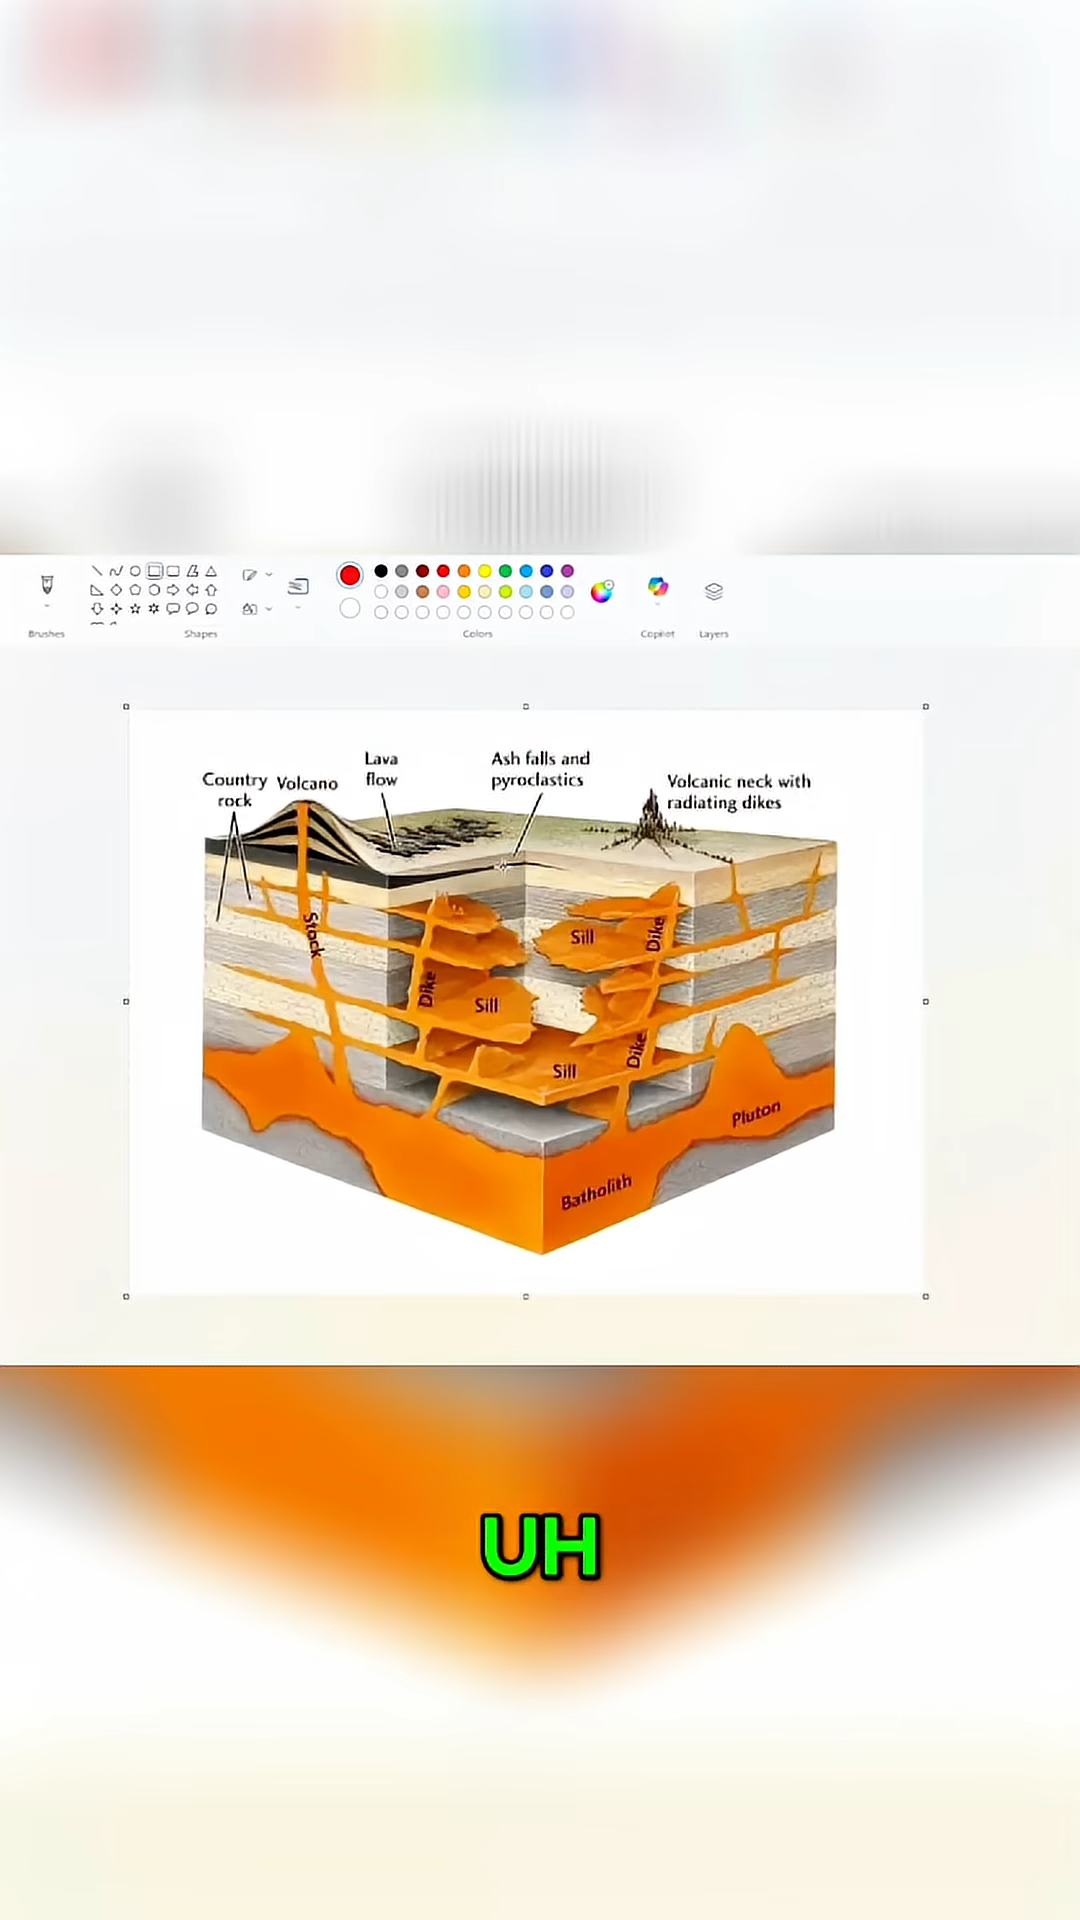 Brushes
Shapes
Colors
Copilot
Layers
Country
rock
Volcano
Lava
flow
Ash falls and
pyroclastics
Volcanic neck with
radiating dikes
Stock
Dike
Sill
Sill
Dike
Sill
Dike
Pluton
Batholith
UH